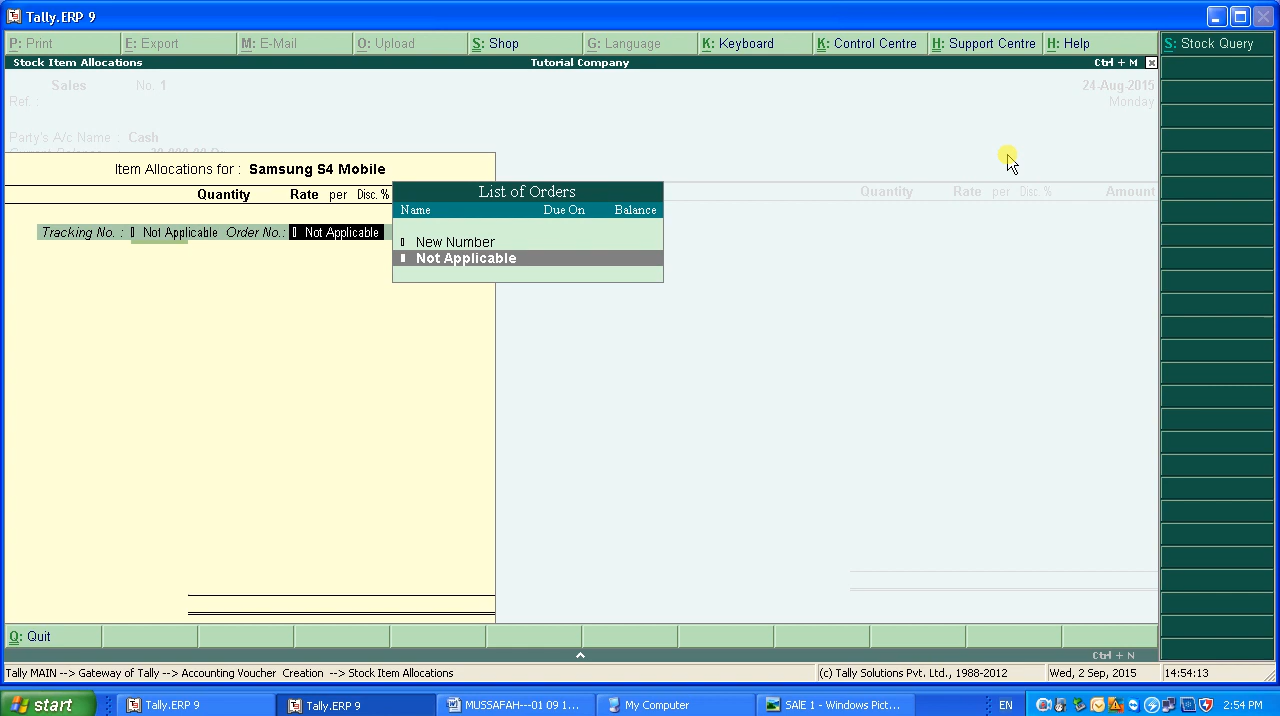 Tally.ERP 9
P: Print E: Export M: E-Mail O: Upload S: Shop G: Language K: Keyboard K: Control Centre H: Support Centre H: Help S: Stock Query
Stock Item Allocations Tutorial Company Ctrl + M
Sales No. 1 24-Aug-2015
Ref. : Monday
Party's A/c Name : Cash
Item Allocations for : Samsung S4 Mobile
Quantity Rate per Disc. % Quantity Rate per Disc. % Amount
List of Orders
Name Due On Balance
Tracking No. : Not Applicable Order No.: Not Applicable
New Number
Not Applicable
Q: Quit
Ctrl + N
Tally MAIN --> Gateway of Tally --> Accounting Voucher Creation --> Stock Item Allocations (c) Tally Solutions Pvt. Ltd., 1988-2012 Wed, 2 Sep, 2015 14:54:13
start Tally.ERP 9 Tally.ERP 9 MUSSAFAH---01 09 1... My Computer SAlE 1 - Windows Pict... EN 2:54 PM